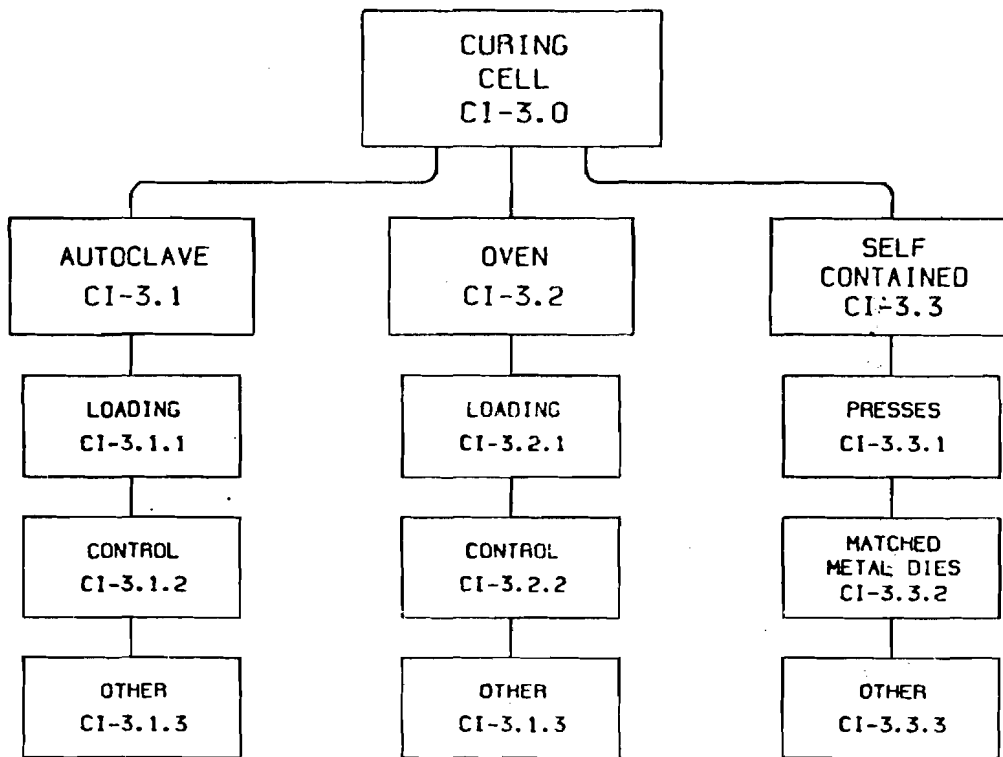 CURING
CELL
CI-3.0
AUTOCLAVE
CI-3.1
OVEN
CI-3.2
SELF
CONTAINED
CI-3.3
LOADING
CI-3.1.1
LOADING
CI-3.2.1
PRESSES
CI-3.3.1
CONTROL
CI-3.1.2
CONTROL
CI-3.2.2
MATCHED
METAL DIES
CI-3.3.2
OTHER
CI-3.1.3
OTHER
CI-3.1.3
OTHER
CI-3.3.3